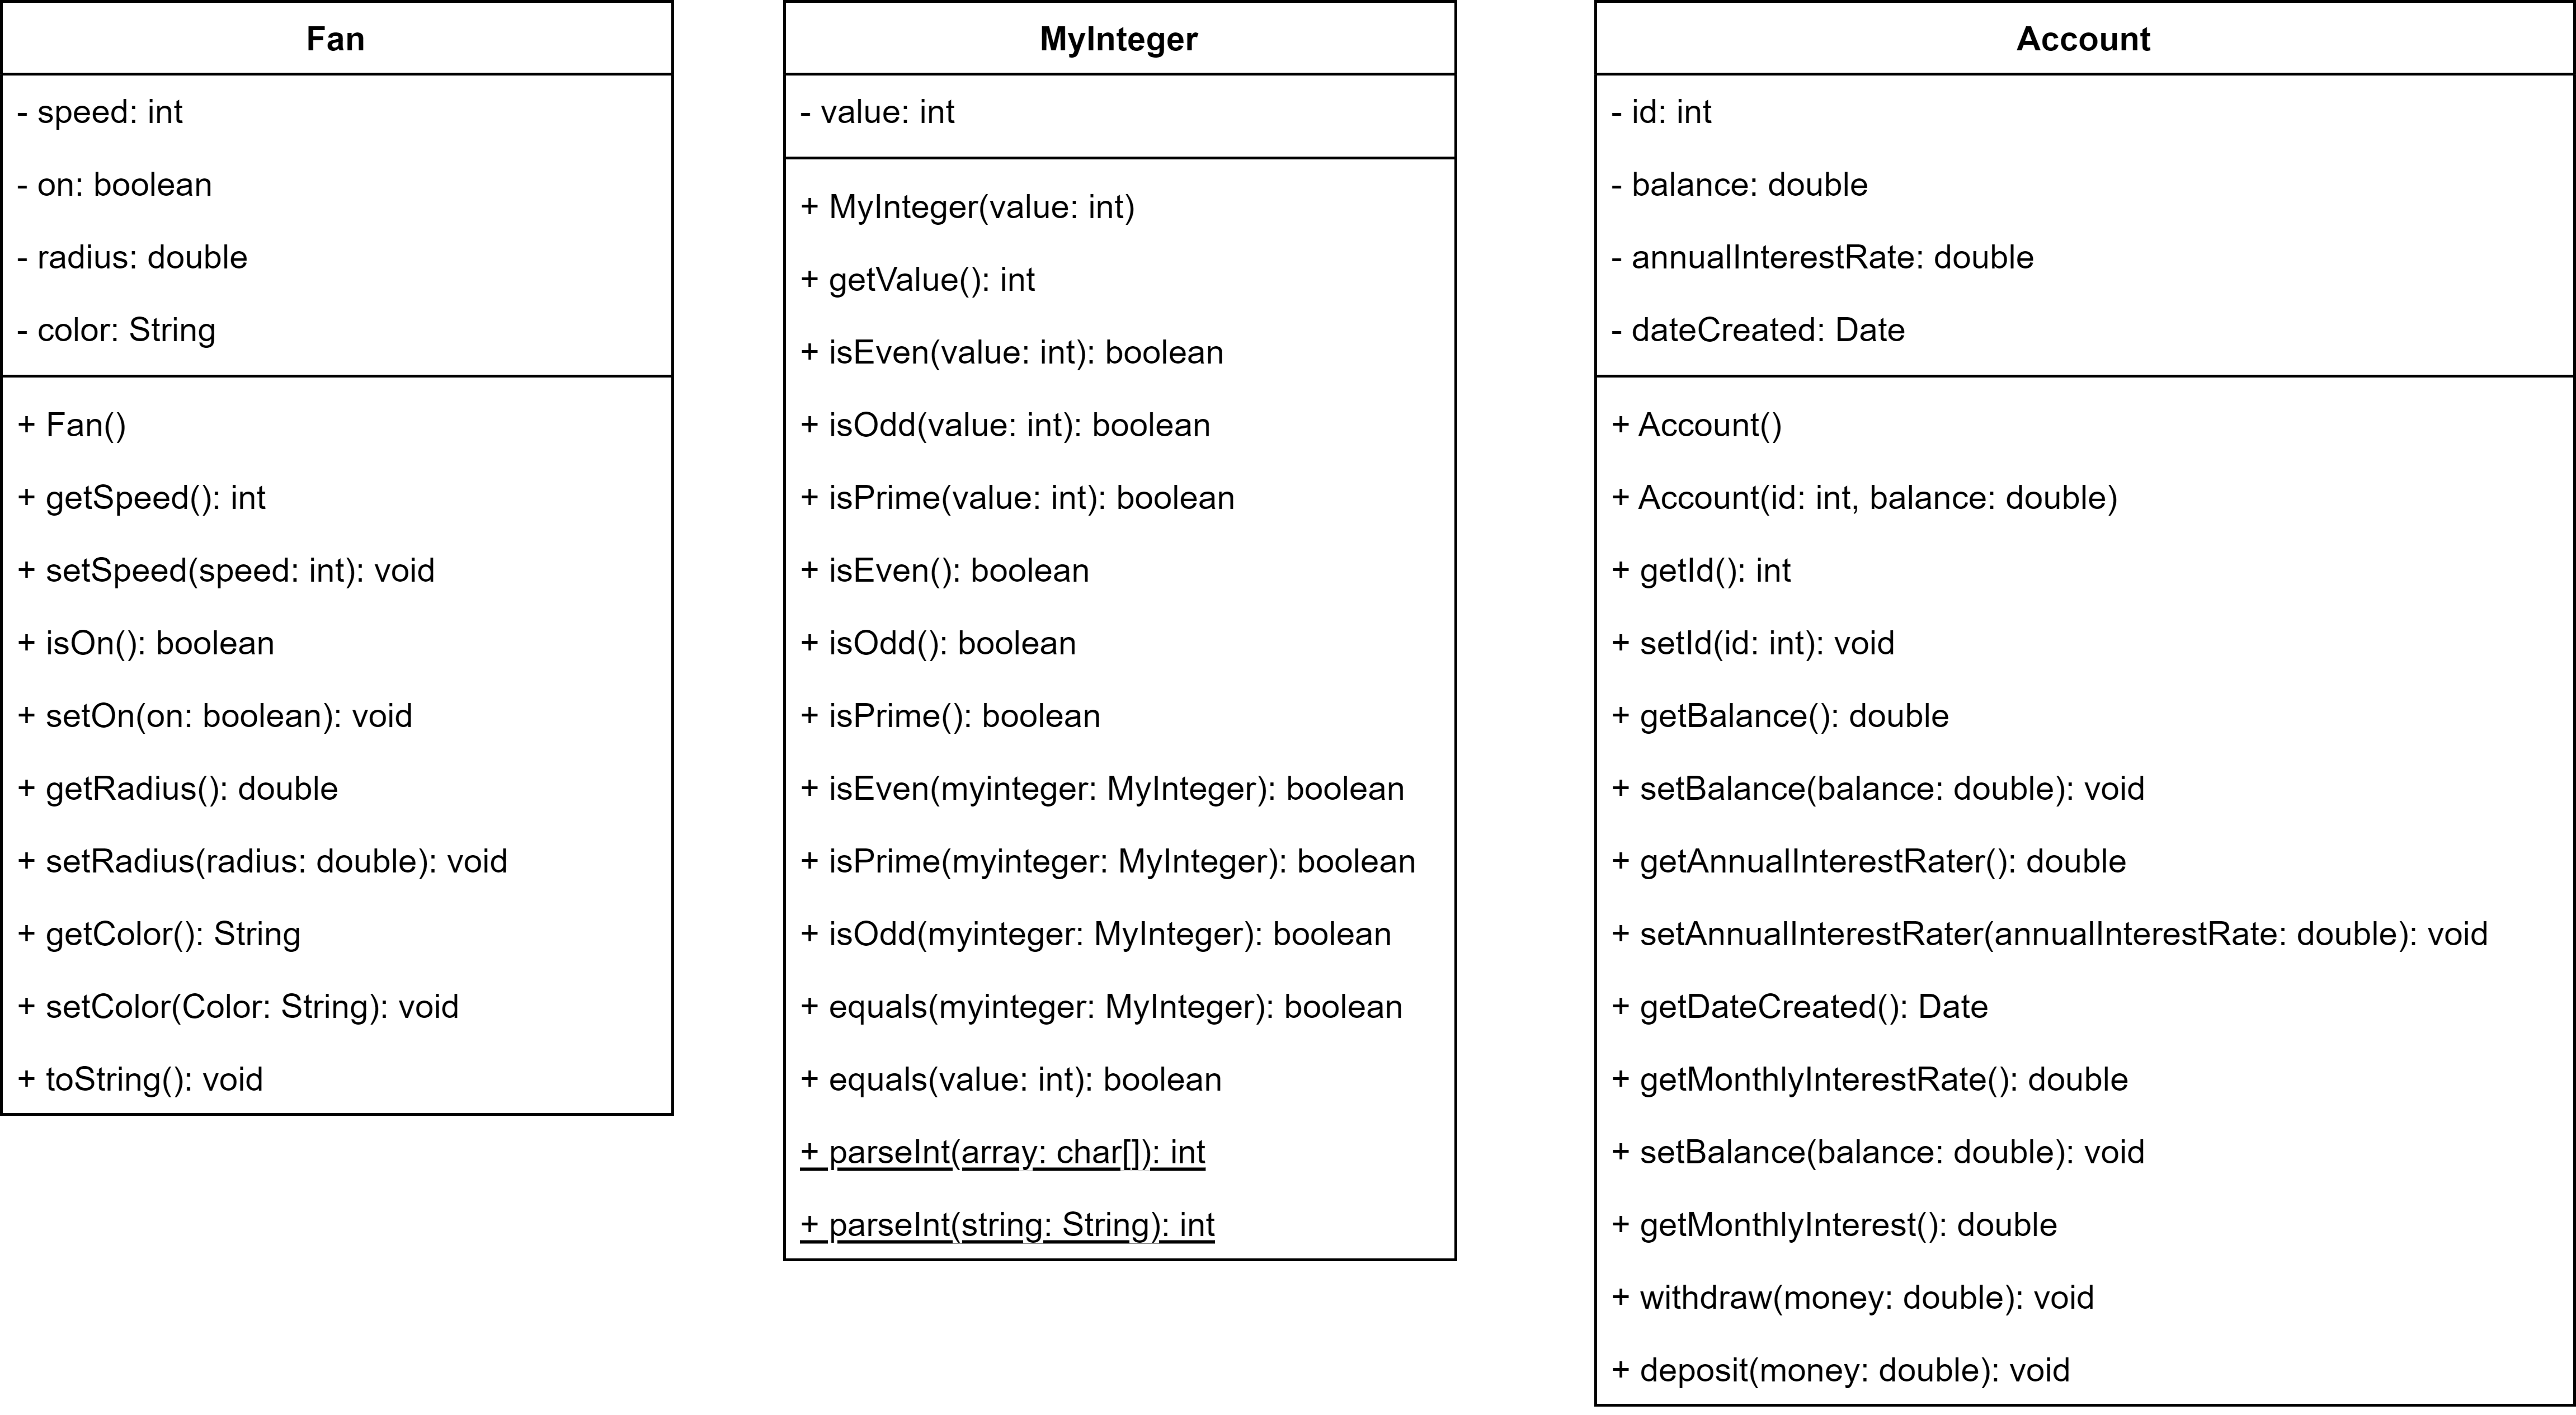 Fan
- speed: int
- on: boolean
- radius: double
- color: String
+ Fan()
+ getSpeed(): int
+ setSpeed(speed: int): void
+ isOn(): boolean
+ setOn(on: boolean): void
+ getRadius(): double
+ setRadius(radius: double): void
+ getColor(): String
+ setColor(Color: String): void
+ toString(): void
MyInteger
- value: int
+ MyInteger(value: int)
+ getValue(): int
+ isEven(value: int): boolean
+ isOdd(value: int): boolean
+ isPrime(value: int): boolean
+ isEven(): boolean
+ isOdd(): boolean
+ isPrime(): boolean
+ isEven(myinteger: MyInteger): boolean
+ isPrime(myinteger: MyInteger): boolean
+ isOdd(myinteger: MyInteger): boolean
+ equals(myinteger: MyInteger): boolean
+ equals(value: int): boolean
+ parseInt(array: char[]): int
+ parseInt(string: String): int
Account
- id: int
- balance: double
- annualInterestRate: double
- dateCreated: Date
+ Account()
+ Account(id: int, balance: double)
+ getId(): int
+ setId(id: int): void
+ getBalance(): double
+ setBalance(balance: double): void
+ getAnnualInterestRater(): double
+ setAnnualInterestRater(annualInterestRate: double): void
+ getDateCreated(): Date
+ getMonthlyInterestRate(): double
+ setBalance(balance: double): void
+ getMonthlyInterest(): double
+ withdraw(money: double): void
+ deposit(money: double): void